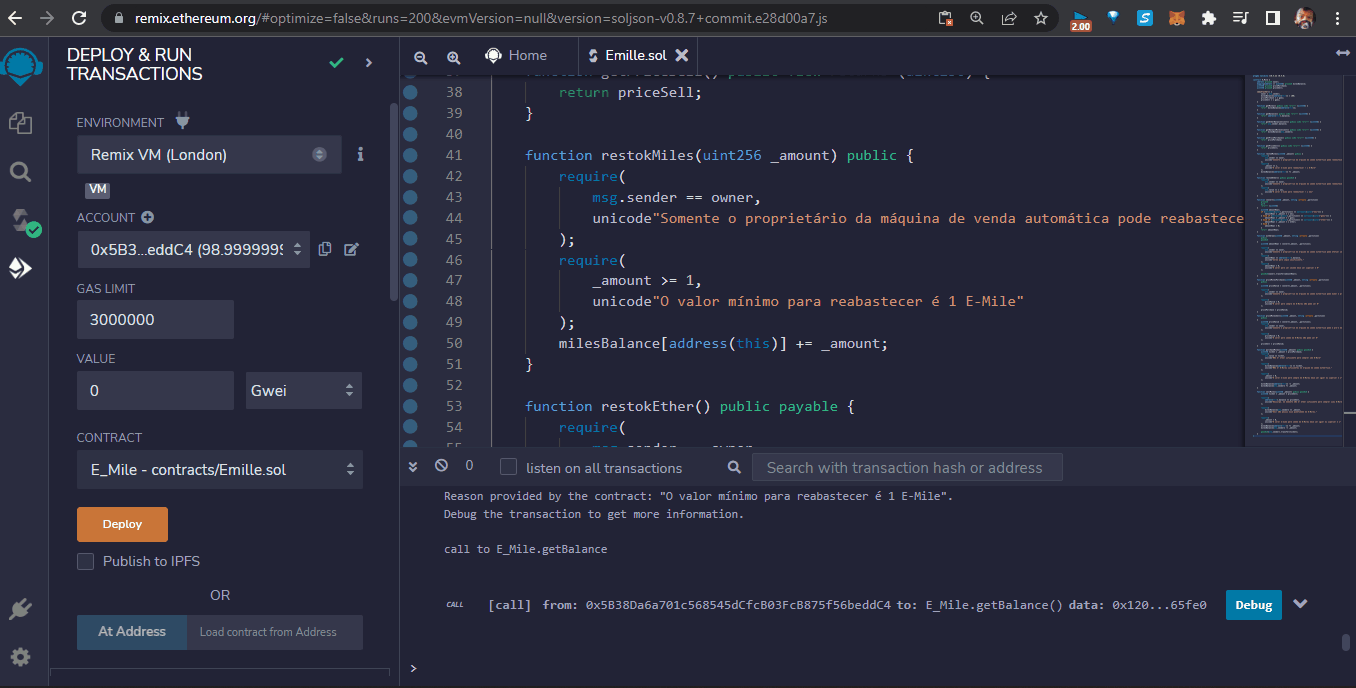 remix.ethereum.org/#optimize=false&runs=200&evmVersion=null&version=soljson-v0.8.7+commit.e28d00a7.js
2.00
DEPLOY & RUN
TRANSACTIONS
ENVIRONMENT
Remix VM (London)
VM
ACCOUNT
0x5B3...eddC4 (98.9999999
GAS LIMIT
3000000
VALUE
0
Gwei
CONTRACT
E_Mile - contracts/Emille.sol
Deploy
Publish to IPFS
OR
At Address
Load contract from Address
Home
Emille.sol
38 return priceSell;
39 }
40
41 function restokMiles(uint256 _amount) public {
42 require(
43 msg.sender == owner,
44 unicode"Somente o proprietário da máquina de venda automática pode reabastece
45 );
46 require(
47 _amount >= 1,
48 unicode"O valor mínimo para reabastecer é 1 E-Mile"
49 );
50 milesBalance[address(this)] += _amount;
51 }
52
53 function restokEther() public payable {
54 require(
0
listen on all transactions
Search with transaction hash or address
Reason provided by the contract: "O valor mínimo para reabastecer é 1 E-Mile".
Debug the transaction to get more information.
call to E_Mile.getBalance
CALL
[call] from: 0x5B38Da6a701c568545dCfcB03FcB875f56beddC4 to: E_Mile.getBalance() data: 0x120...65fe0
Debug
>